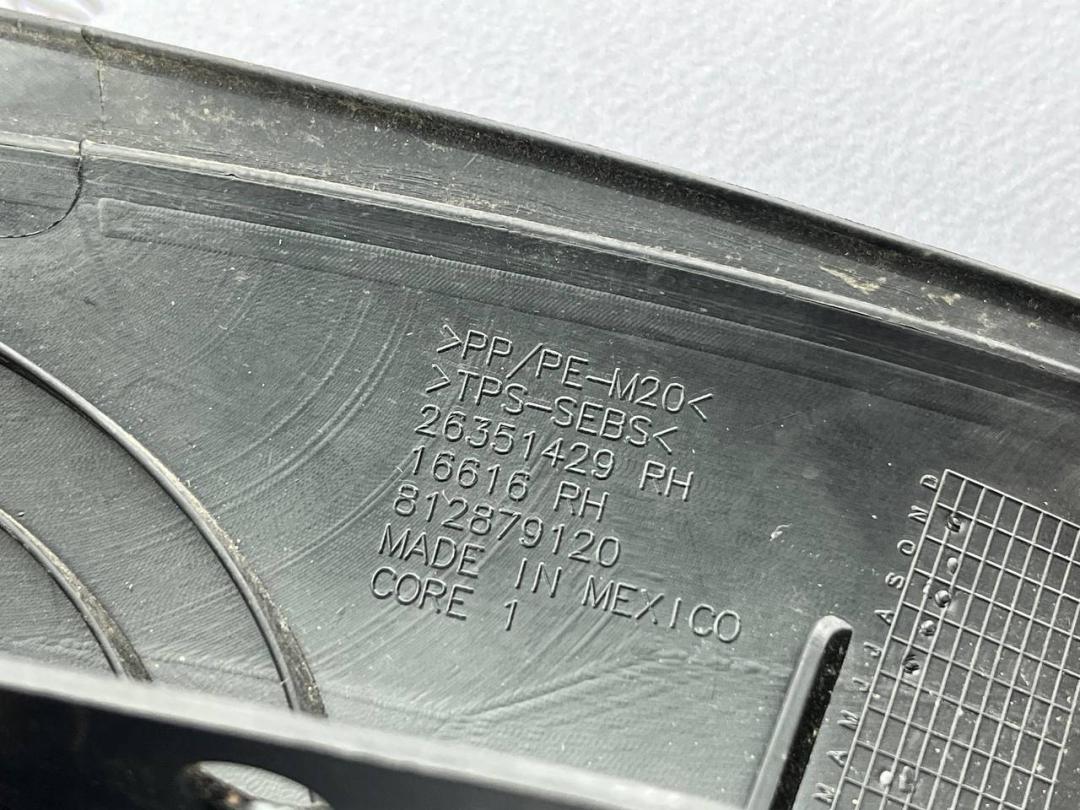 >PP/PE-M20<
>TPS-SEBS<
26351429 RH
16616 RH
812879120
MADE IN MEXICO
CORE 1
D
N
O
S
A
J
J
M
A
M